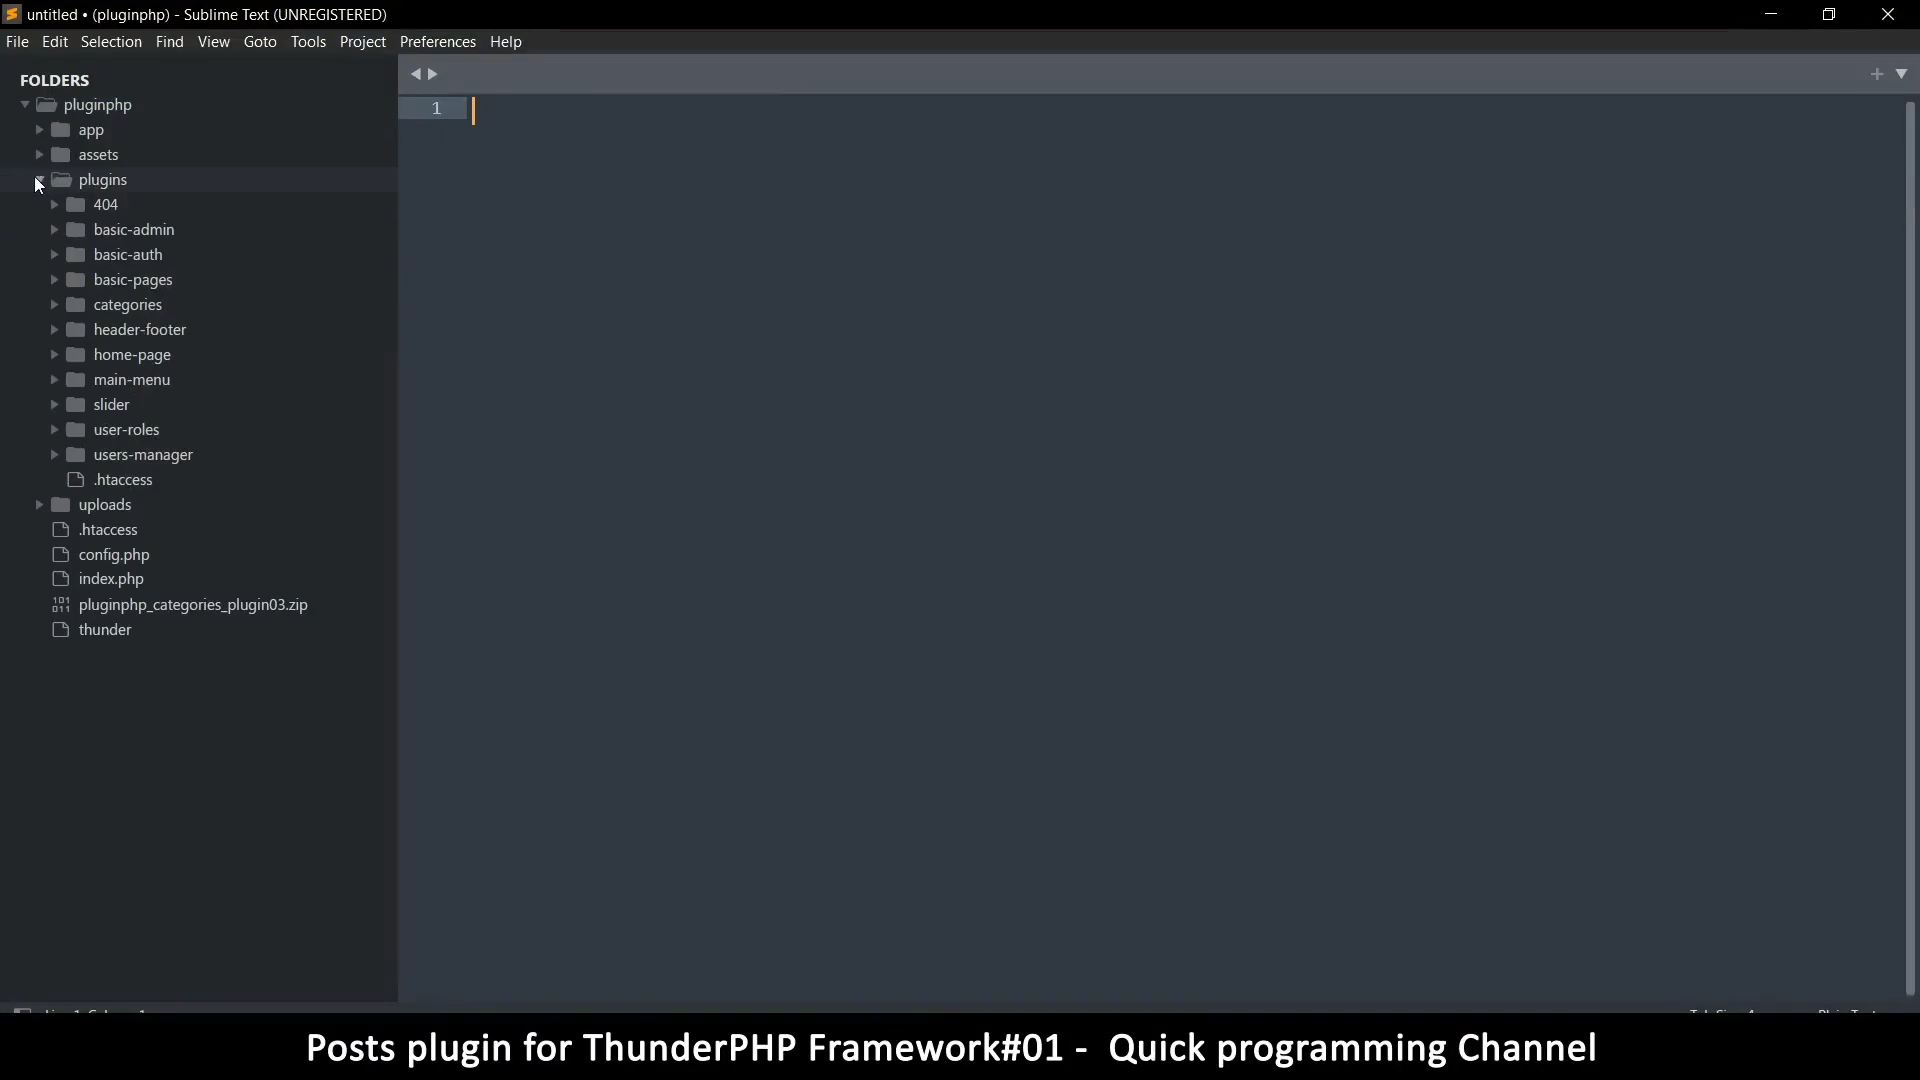 untitled • (pluginphp) - Sublime Text (UNREGISTERED)
File Edit Selection Find View Goto Tools Project Preferences Help
FOLDERS
pluginphp
app
assets
plugins
404
basic-admin
basic-auth
basic-pages
categories
header-footer
home-page
main-menu
slider
user-roles
users-manager
.htaccess
uploads
.htaccess
config.php
index.php
pluginphp_categories_plugin03.zip
thunder
1
Posts plugin for ThunderPHP Framework#01 - Quick programming Channel